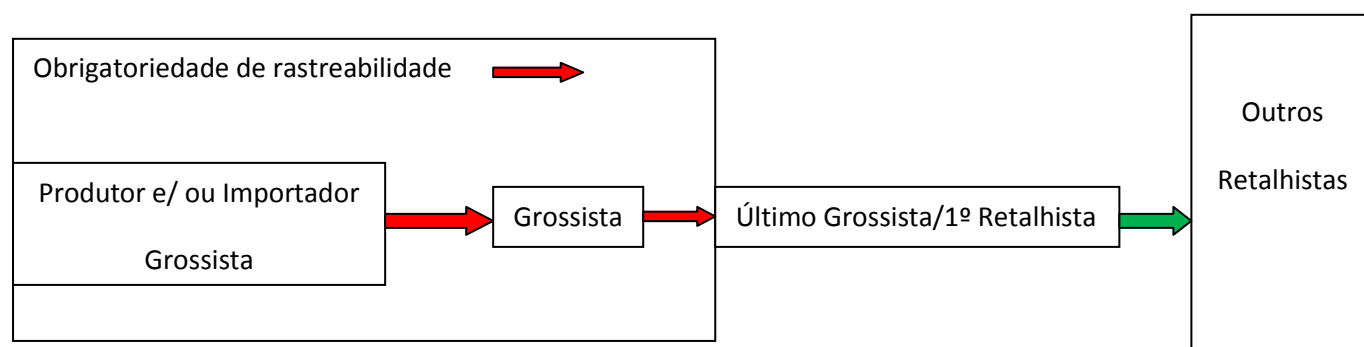 Obrigatoriedade de rastreabilidade
Produtor e/ ou Importador
Grossista
Grossista
Último Grossista/1º Retalhista
Outros
Retalhistas